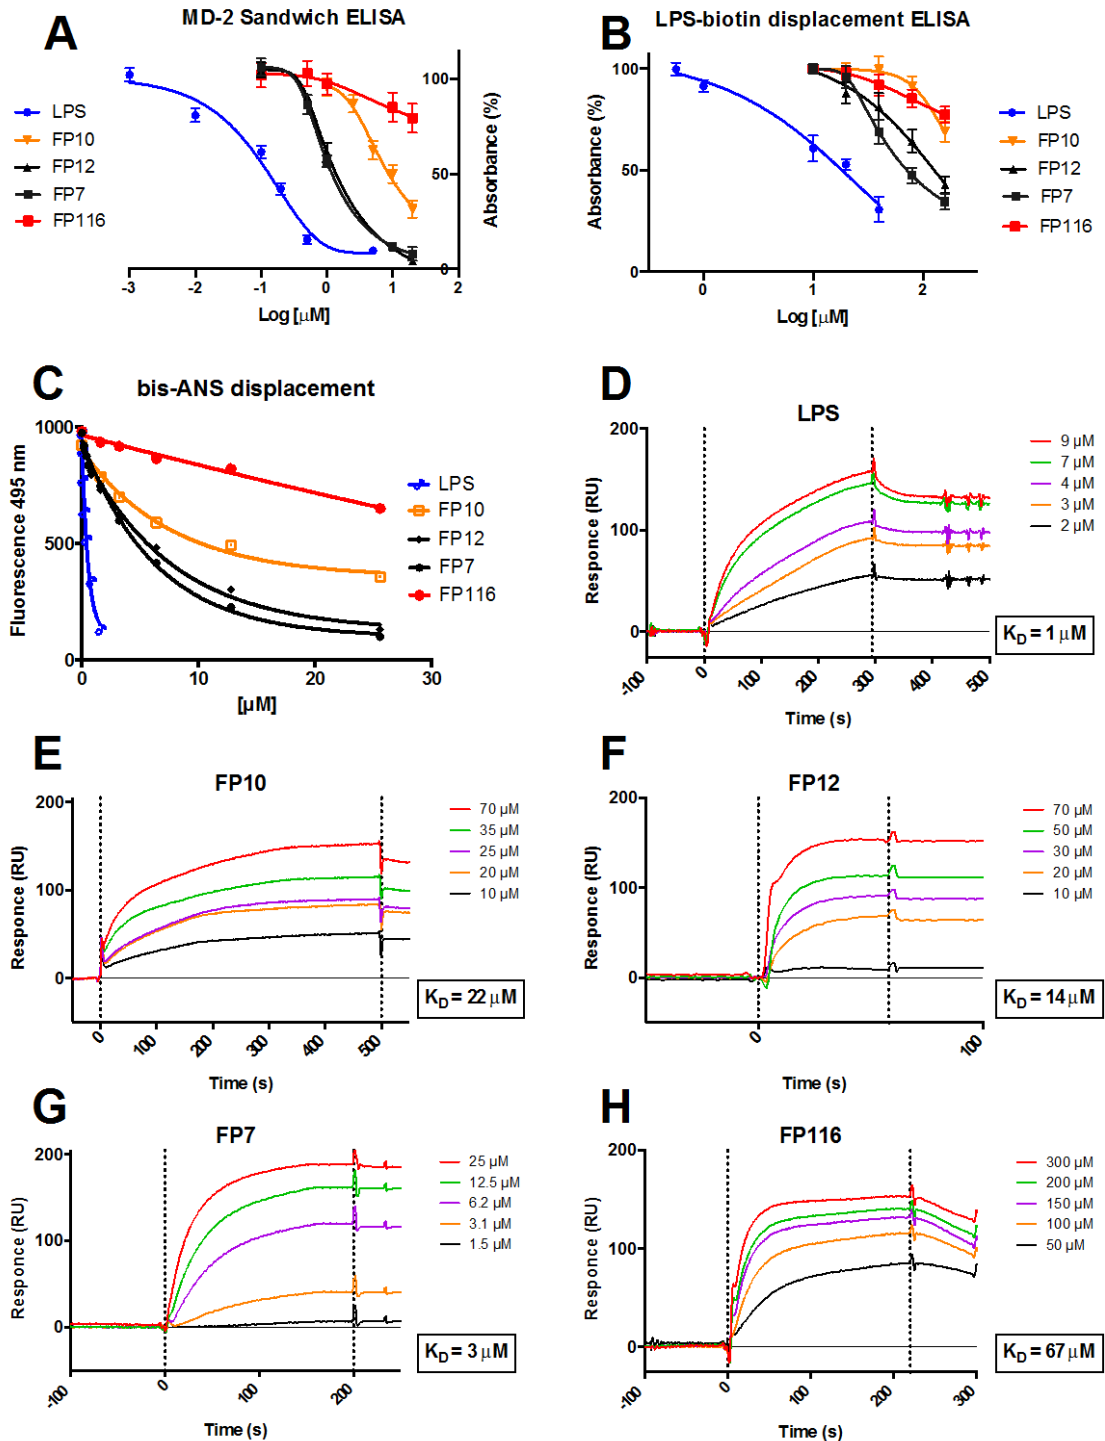 A
MD-2 Sandwich ELISA
LPS
FP10
FP12
FP7
FP116
100
50
0
Absorbance (%)
-3 -2 -1 0 1 2
Log [µM]
B
LPS-biotin displacement ELISA
100
50
0
Absorbance (%)
0 1 2
Log [µM]
LPS
FP10
FP12
FP7
FP116
C
bis-ANS displacement
1000
500
0
Fluorescence 495 nm
0 10 20 30
[µM]
LPS
FP10
FP12
FP7
FP116
D
LPS
200
100
0
Responce (RU)
-100 0 100 200 300 400 500
Time (s)
9 µM
7 µM
4 µM
3 µM
2 µM
KD = 1 µM
E
FP10
200
100
0
Responce (RU)
0 100 200 300 400 500
Time (s)
70 µM
35 µM
25 µM
20 µM
10 µM
KD = 22 µM
F
FP12
200
100
0
Responce (RU)
0 100
Time (s)
70 µM
50 µM
30 µM
20 µM
10 µM
KD = 14 µM
G
FP7
200
100
0
Responce (RU)
-100 0 100 200
Time (s)
25 µM
12.5 µM
6.2 µM
3.1 µM
1.5 µM
KD = 3 µM
H
FP116
200
100
0
Responce (RU)
-100 0 100 200 300
Time (s)
300 µM
200 µM
150 µM
100 µM
50 µM
KD = 67 µM